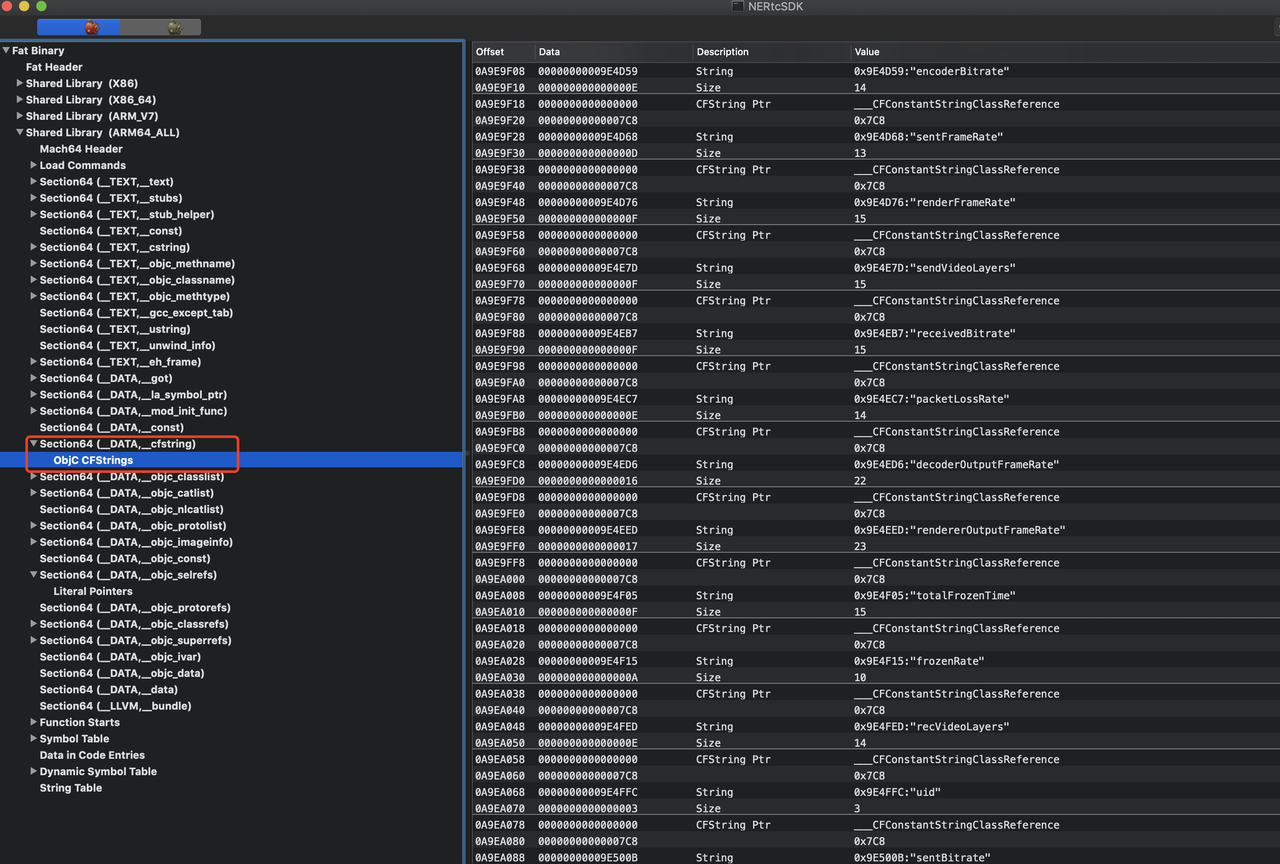 NERtcSDK
Fat Binary
Fat Header
Shared Library (X86)
Shared Library (X86_64)
Shared Library (ARM_V7)
Shared Library (ARM64_ALL)
Mach64 Header
Load Commands
Section64 (__TEXT,__text)
Section64 (__TEXT,__stubs)
Section64 (__TEXT,__stub_helper)
Section64 (__TEXT,__const)
Section64 (__TEXT,__cstring)
Section64 (__TEXT,__objc_methname)
Section64 (__TEXT,__objc_classname)
Section64 (__TEXT,__objc_methtype)
Section64 (__TEXT,__gcc_except_tab)
Section64 (__TEXT,__ustring)
Section64 (__TEXT,__unwind_info)
Section64 (__TEXT,__eh_frame)
Section64 (__DATA,__got)
Section64 (__DATA,__la_symbol_ptr)
Section64 (__DATA,__mod_init_func)
Section64 (__DATA,__const)
Section64 (__DATA,__cfstring)
ObjC CFStrings
Section64 (__DATA,__objc_classlist)
Section64 (__DATA,__objc_catlist)
Section64 (__DATA,__objc_nlcatlist)
Section64 (__DATA,__objc_protolist)
Section64 (__DATA,__objc_imageinfo)
Section64 (__DATA,__objc_const)
Section64 (__DATA,__objc_selrefs)
Literal Pointers
Section64 (__DATA,__objc_protorefs)
Section64 (__DATA,__objc_classrefs)
Section64 (__DATA,__objc_superrefs)
Section64 (__DATA,__objc_ivar)
Section64 (__DATA,__objc_data)
Section64 (__DATA,__data)
Section64 (__LLVM,__bundle)
Function Starts
Symbol Table
Data in Code Entries
Dynamic Symbol Table
String Table
Offset Data Description Value
0A9E9F08 00000000009E4D59 String 0x9E4D59:"encoderBitrate"
0A9E9F10 000000000000000E Size 14
0A9E9F18 0000000000000000 CFString Ptr ___CFConstantStringClassReference
0A9E9F20 00000000000007C8 0x7C8
0A9E9F28 00000000009E4D68 String 0x9E4D68:"sentFrameRate"
0A9E9F30 000000000000000D Size 13
0A9E9F38 0000000000000000 CFString Ptr ___CFConstantStringClassReference
0A9E9F40 00000000000007C8 0x7C8
0A9E9F48 00000000009E4D76 String 0x9E4D76:"renderFrameRate"
0A9E9F50 000000000000000F Size 15
0A9E9F58 0000000000000000 CFString Ptr ___CFConstantStringClassReference
0A9E9F60 00000000000007C8 0x7C8
0A9E9F68 00000000009E4E7D String 0x9E4E7D:"sendVideoLayers"
0A9E9F70 000000000000000F Size 15
0A9E9F78 0000000000000000 CFString Ptr ___CFConstantStringClassReference
0A9E9F80 00000000000007C8 0x7C8
0A9E9F88 00000000009E4EB7 String 0x9E4EB7:"receivedBitrate"
0A9E9F90 000000000000000F Size 15
0A9E9F98 0000000000000000 CFString Ptr ___CFConstantStringClassReference
0A9E9FA0 00000000000007C8 0x7C8
0A9E9FA8 00000000009E4EC7 String 0x9E4EC7:"packetLossRate"
0A9E9FB0 000000000000000E Size 14
0A9E9FB8 0000000000000000 CFString Ptr ___CFConstantStringClassReference
0A9E9FC0 00000000000007C8 0x7C8
0A9E9FC8 00000000009E4ED6 String 0x9E4ED6:"decoderOutputFrameRate"
0A9E9FD0 0000000000000016 Size 22
0A9E9FD8 0000000000000000 CFString Ptr ___CFConstantStringClassReference
0A9E9FE0 00000000000007C8 0x7C8
0A9E9FE8 00000000009E4EED String 0x9E4EED:"rendererOutputFrameRate"
0A9E9FF0 0000000000000017 Size 23
0A9E9FF8 0000000000000000 CFString Ptr ___CFConstantStringClassReference
0A9EA000 00000000000007C8 0x7C8
0A9EA008 00000000009E4F05 String 0x9E4F05:"totalFrozenTime"
0A9EA010 000000000000000F Size 15
0A9EA018 0000000000000000 CFString Ptr ___CFConstantStringClassReference
0A9EA020 00000000000007C8 0x7C8
0A9EA028 00000000009E4F15 String 0x9E4F15:"frozenRate"
0A9EA030 000000000000000A Size 10
0A9EA038 0000000000000000 CFString Ptr ___CFConstantStringClassReference
0A9EA040 00000000000007C8 0x7C8
0A9EA048 00000000009E4FED String 0x9E4FED:"recVideoLayers"
0A9EA050 000000000000000E Size 14
0A9EA058 0000000000000000 CFString Ptr ___CFConstantStringClassReference
0A9EA060 00000000000007C8 0x7C8
0A9EA068 00000000009E4FFC String 0x9E4FFC:"uid"
0A9EA070 0000000000000003 Size 3
0A9EA078 0000000000000000 CFString Ptr ___CFConstantStringClassReference
0A9EA080 00000000000007C8 0x7C8
0A9EA088 00000000009E500B String 0x9E500B:"sentBitrate"